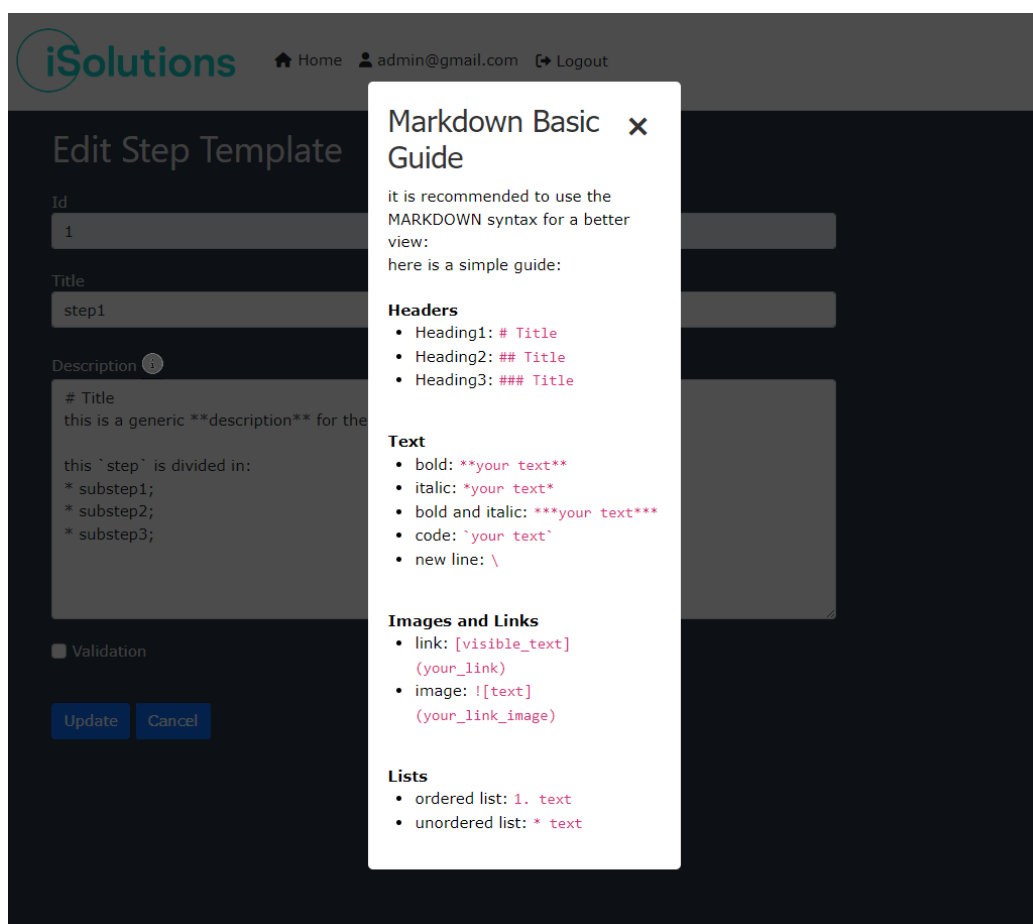 iSolutions
Home admin@gmail.com Logout
Edit Step Template
Id
1
Title
step1
Description
# Title
this is a generic **description** for the
this `step` is divided in:
* substep1;
* substep2;
* substep3;
Validation
Update Cancel
Markdown Basic
Guide
it is recommended to use the
MARKDOWN syntax for a better
view:
here is a simple guide:
Headers
• Heading1: # Title
• Heading2: ## Title
• Heading3: ### Title
Text
• bold: **your text**
• italic: *your text*
• bold and italic: ***your text***
• code: `your text`
• new line: \
Images and Links
• link: [visible_text]
(your_link)
• image: ![text]
(your_link_image)
Lists
• ordered list: 1. text
• unordered list: * text